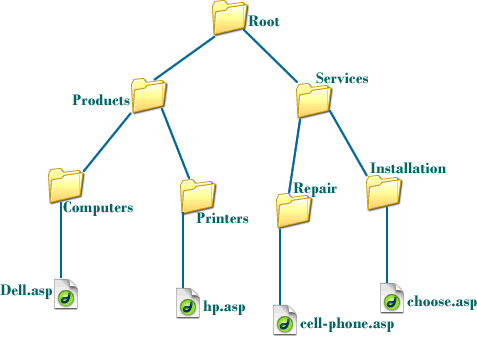 Root
Services
Products
Installation
Computers
Printers
Repair
Dell.asp
hp.asp
choose.asp
cell-phone.asp